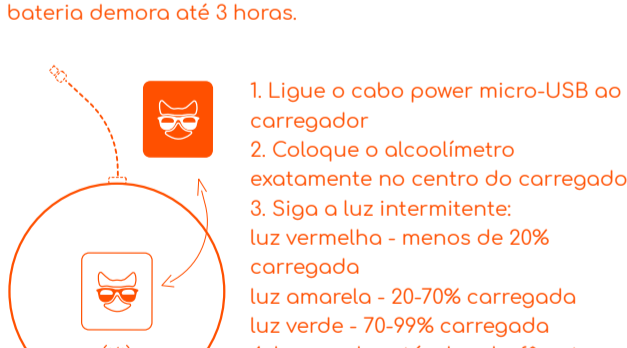 bateria demora até 3 horas.
1. Ligue o cabo power micro-USB ao
carregador
2. Coloque o alcoolímetro
exatamente no centro do carregado
3. Siga a luz intermitente:
luz vermelha - menos de 20%
carregada
luz amarela - 20-70% carregada
luz verde - 70-99% carregada